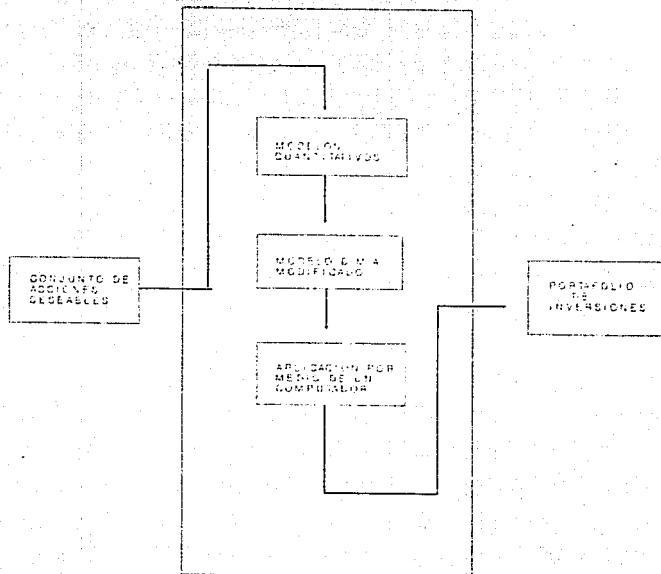 MODELOS
CUANTITATIVOS
MODELO D M A
MODIFICADO
CONJUNTO DE
ACCIONES
DESEABLES
PORTAFOLIO
DE
INVERSIONES
APLICACION POR
MEDIO DE UN
COMPUTADOR